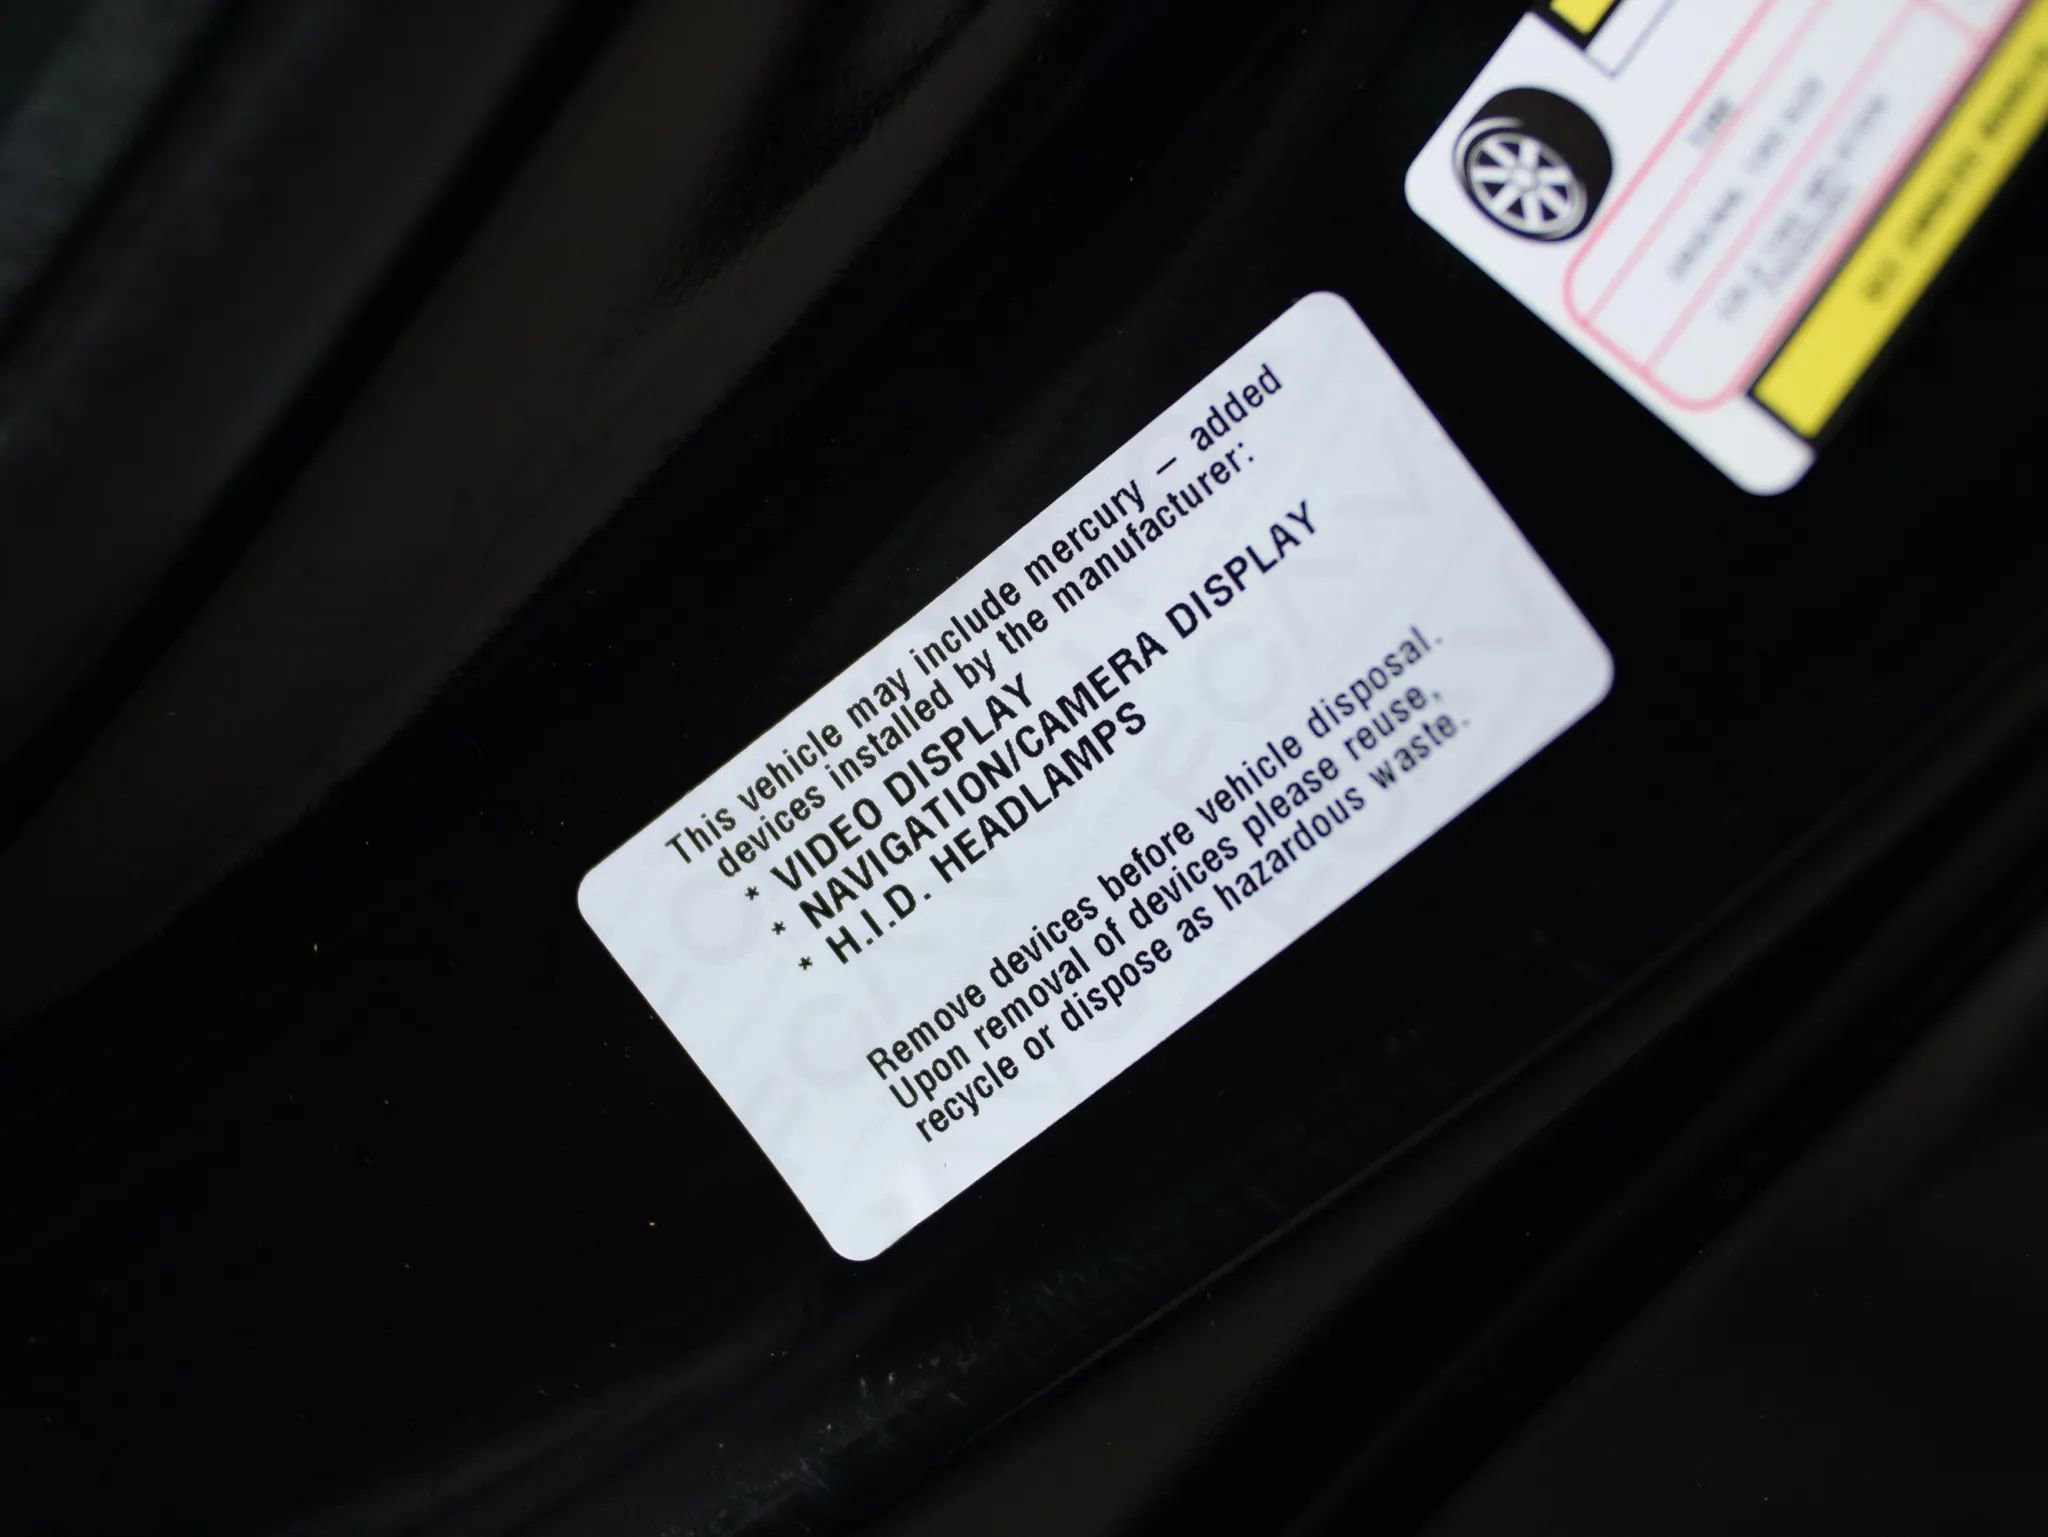 This vehicle may include mercury – added
devices installed by the manufacturer:
* VIDEO DISPLAY
* NAVIGATION/CAMERA DISPLAY
* H.I.D. HEADLAMPS
Remove devices before vehicle disposal.
Upon removal of devices please reuse,
recycle or dispose as hazardous waste.
TIRE